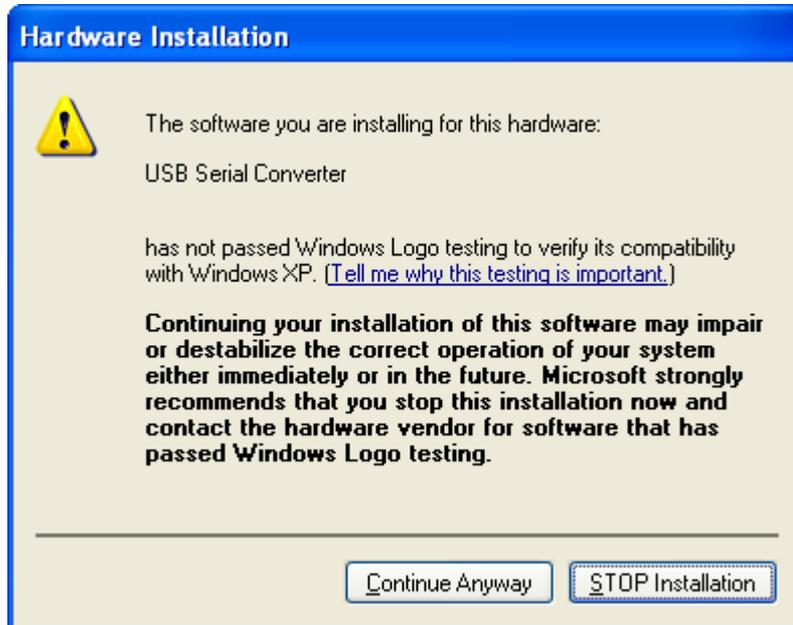 Hardware Installation
The software you are installing for this hardware:
USB Serial Converter
has not passed Windows Logo testing to verify its compatibility
with Windows XP. (Tell me why this testing is important.)
Continuing your installation of this software may impair
or destabilize the correct operation of your system
either immediately or in the future. Microsoft strongly
recommends that you stop this installation now and
contact the hardware vendor for software that has
passed Windows Logo testing.
Continue Anyway
STOP Installation